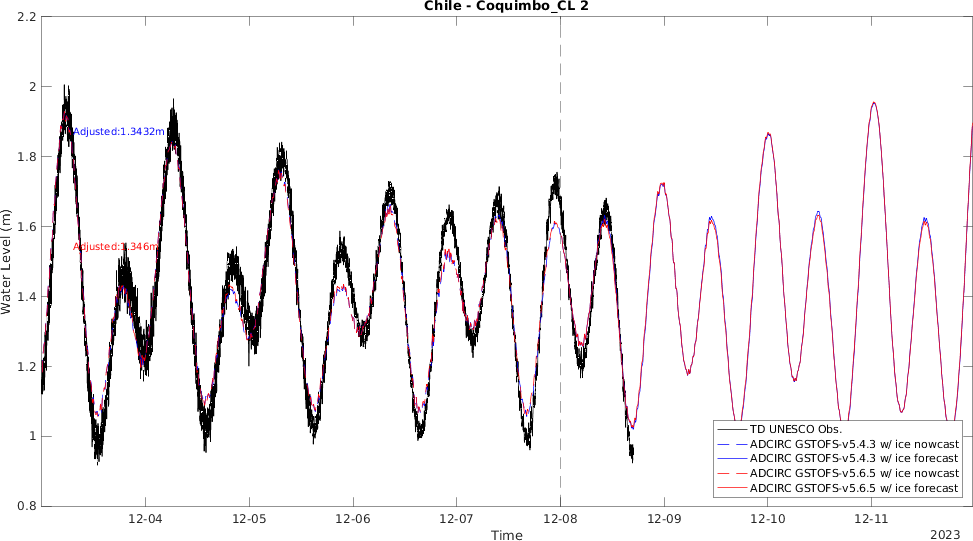 Chile - Coquimbo_CL 2
2.2
2
1.8
1.6
1.4
1.2
1
0.8
Water Level (m)
Adjusted:1.3432m
Adjusted:1.346m
TD UNESCO Obs.
ADCIRC GSTOFS-v5.4.3 w/ ice nowcast
ADCIRC GSTOFS-v5.4.3 w/ ice forecast
ADCIRC GSTOFS-v5.6.5 w/ ice nowcast
ADCIRC GSTOFS-v5.6.5 w/ ice forecast
12-04 12-05 12-06 12-07 12-08 12-09 12-10 12-11
Time
2023